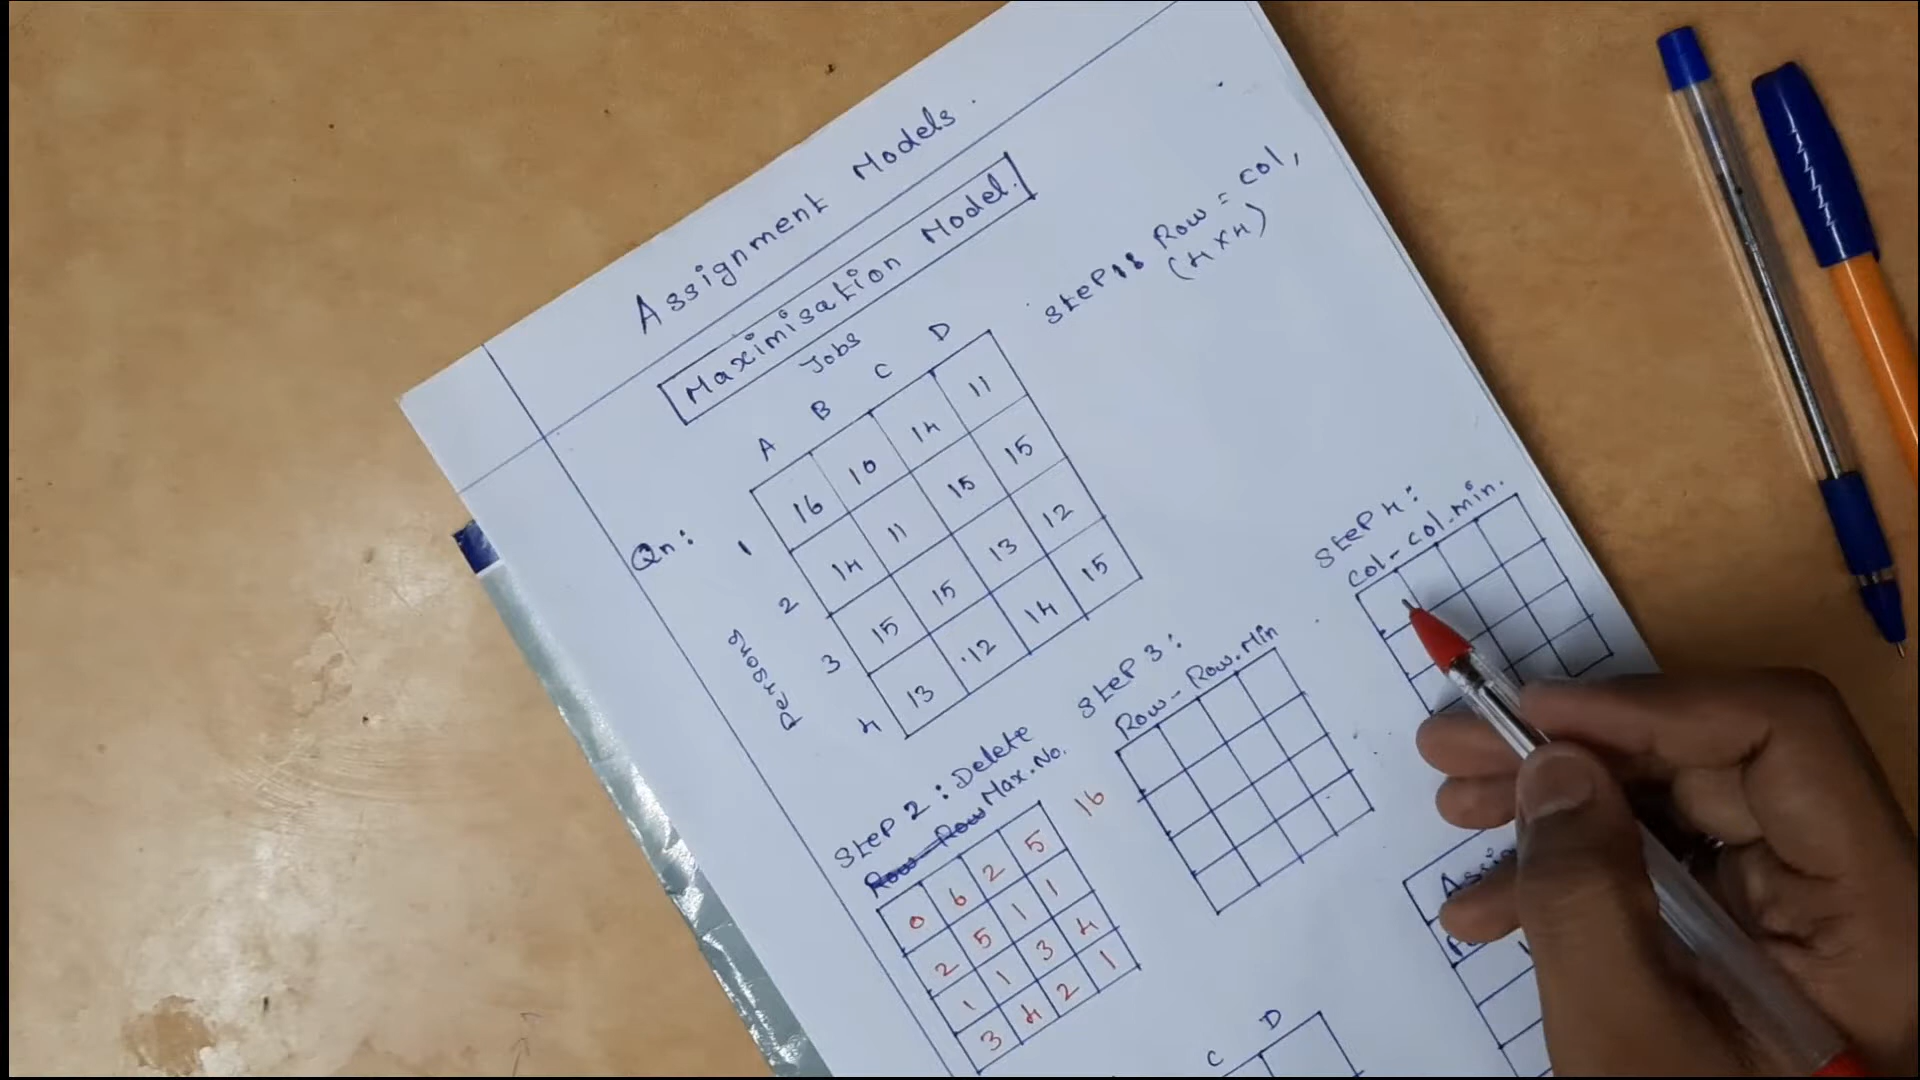 Assignment Models.
Maximisation Model.
Jobs
A B C D
Qn:
Persons
1 16 10 14 11
2 14 11 15 15
3 15 15 13 12
4 13 12 14 15
Step 1: Row = Col,
(4x4)
Step 2: Delete
Row - Row Max.No.
16
0 6 2 5
2 5 1 1
1 1 3 4
3 4 2 1
Step 3:
Row - Row.Min
Step 4:
Col - Col.Min.
C D